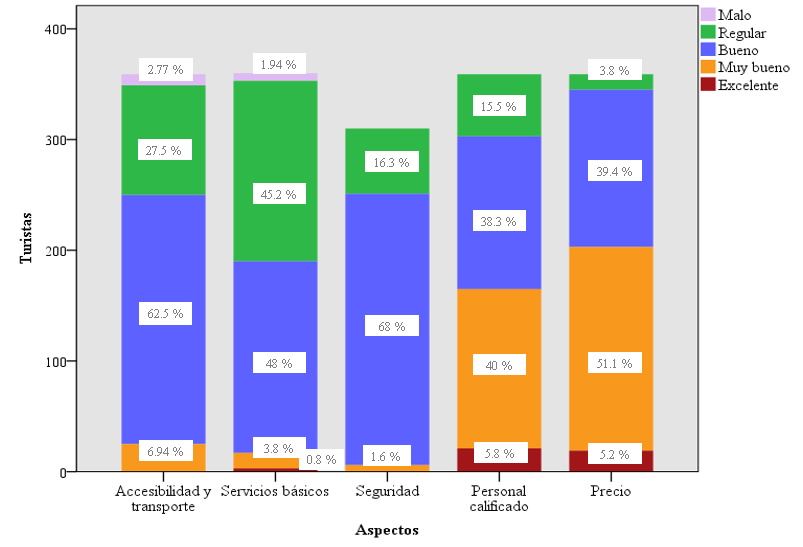 400
300
200
100
0
Turistas
2.77 %
27.5 %
62.5 %
6.94 %
1.94 %
45.2 %
48 %
3.8 %
0.8 %
16.3 %
68 %
1.6 %
15.5 %
38.3 %
40 %
5.8 %
3.8 %
39.4 %
51.1 %
5.2 %
Malo
Regular
Bueno
Muy bueno
Excelente
Accesibilidad y
transporte
Servicios básicos
Seguridad
Personal
calificado
Precio
Aspectos